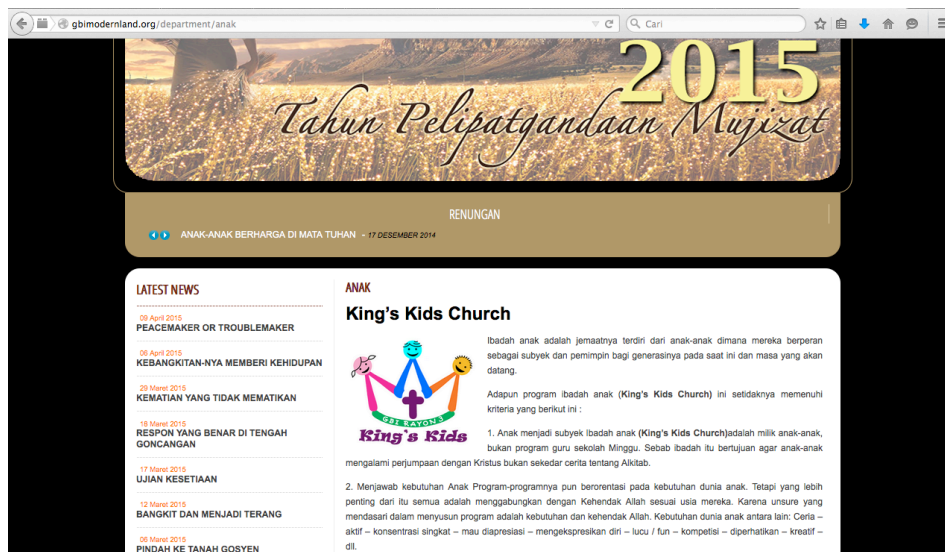 gbimodernland.org/department/anak
Cari
2015
Tahun Pelipatgandaan Mujizat
RENUNGAN
ANAK-ANAK BERHARGA DI MATA TUHAN - 17 DESEMBER 2014
LATEST NEWS
09 April 2015
PEACEMAKER OR TROUBLEMAKER
06 April 2015
KEBANGKITAN-NYA MEMBERI KEHIDUPAN
29 Maret 2015
KEMATIAN YANG TIDAK MEMATIKAN
18 Maret 2015
RESPON YANG BENAR DI TENGAH
GONCANGAN
17 Maret 2015
UJIAN KESETIAAN
12 Maret 2015
BANGKIT DAN MENJADI TERANG
06 Maret 2015
PINDAH KE TANAH GOSYEN
ANAK
King's Kids Church
GBI RAYON 3
King's Kids
Ibadah anak adalah jemaatnya terdiri dari anak-anak dimana mereka berperan
sebagai subyek dan pemimpin bagi generasinya pada saat ini dan masa yang akan
datang.
Adapun program ibadah anak (King's Kids Church) ini setidaknya memenuhi
kriteria yang berikut ini :
1. Anak menjadi subyek Ibadah anak (King's Kids Church)adalah milik anak-anak,
bukan program guru sekolah Minggu. Sebab ibadah itu bertujuan agar anak-anak
mengalami perjumpaan dengan Kristus bukan sekedar cerita tentang Alkitab.
2. Menjawab kebutuhan Anak Program-programnya pun berorentasi pada kebutuhan dunia anak. Tetapi yang lebih
penting dari itu semua adalah menggabungkan dengan Kehendak Allah sesuai usia mereka. Karena unsure yang
mendasari dalam menyusun program adalah kebutuhan dan kehendak Allah. Kebutuhan dunia anak antara lain: Ceria –
aktif – konsentrasi singkat – mau diapresiasi – mengekspresikan diri – lucu / fun – kompetisi – diperhatikan – kreatif –
dll.